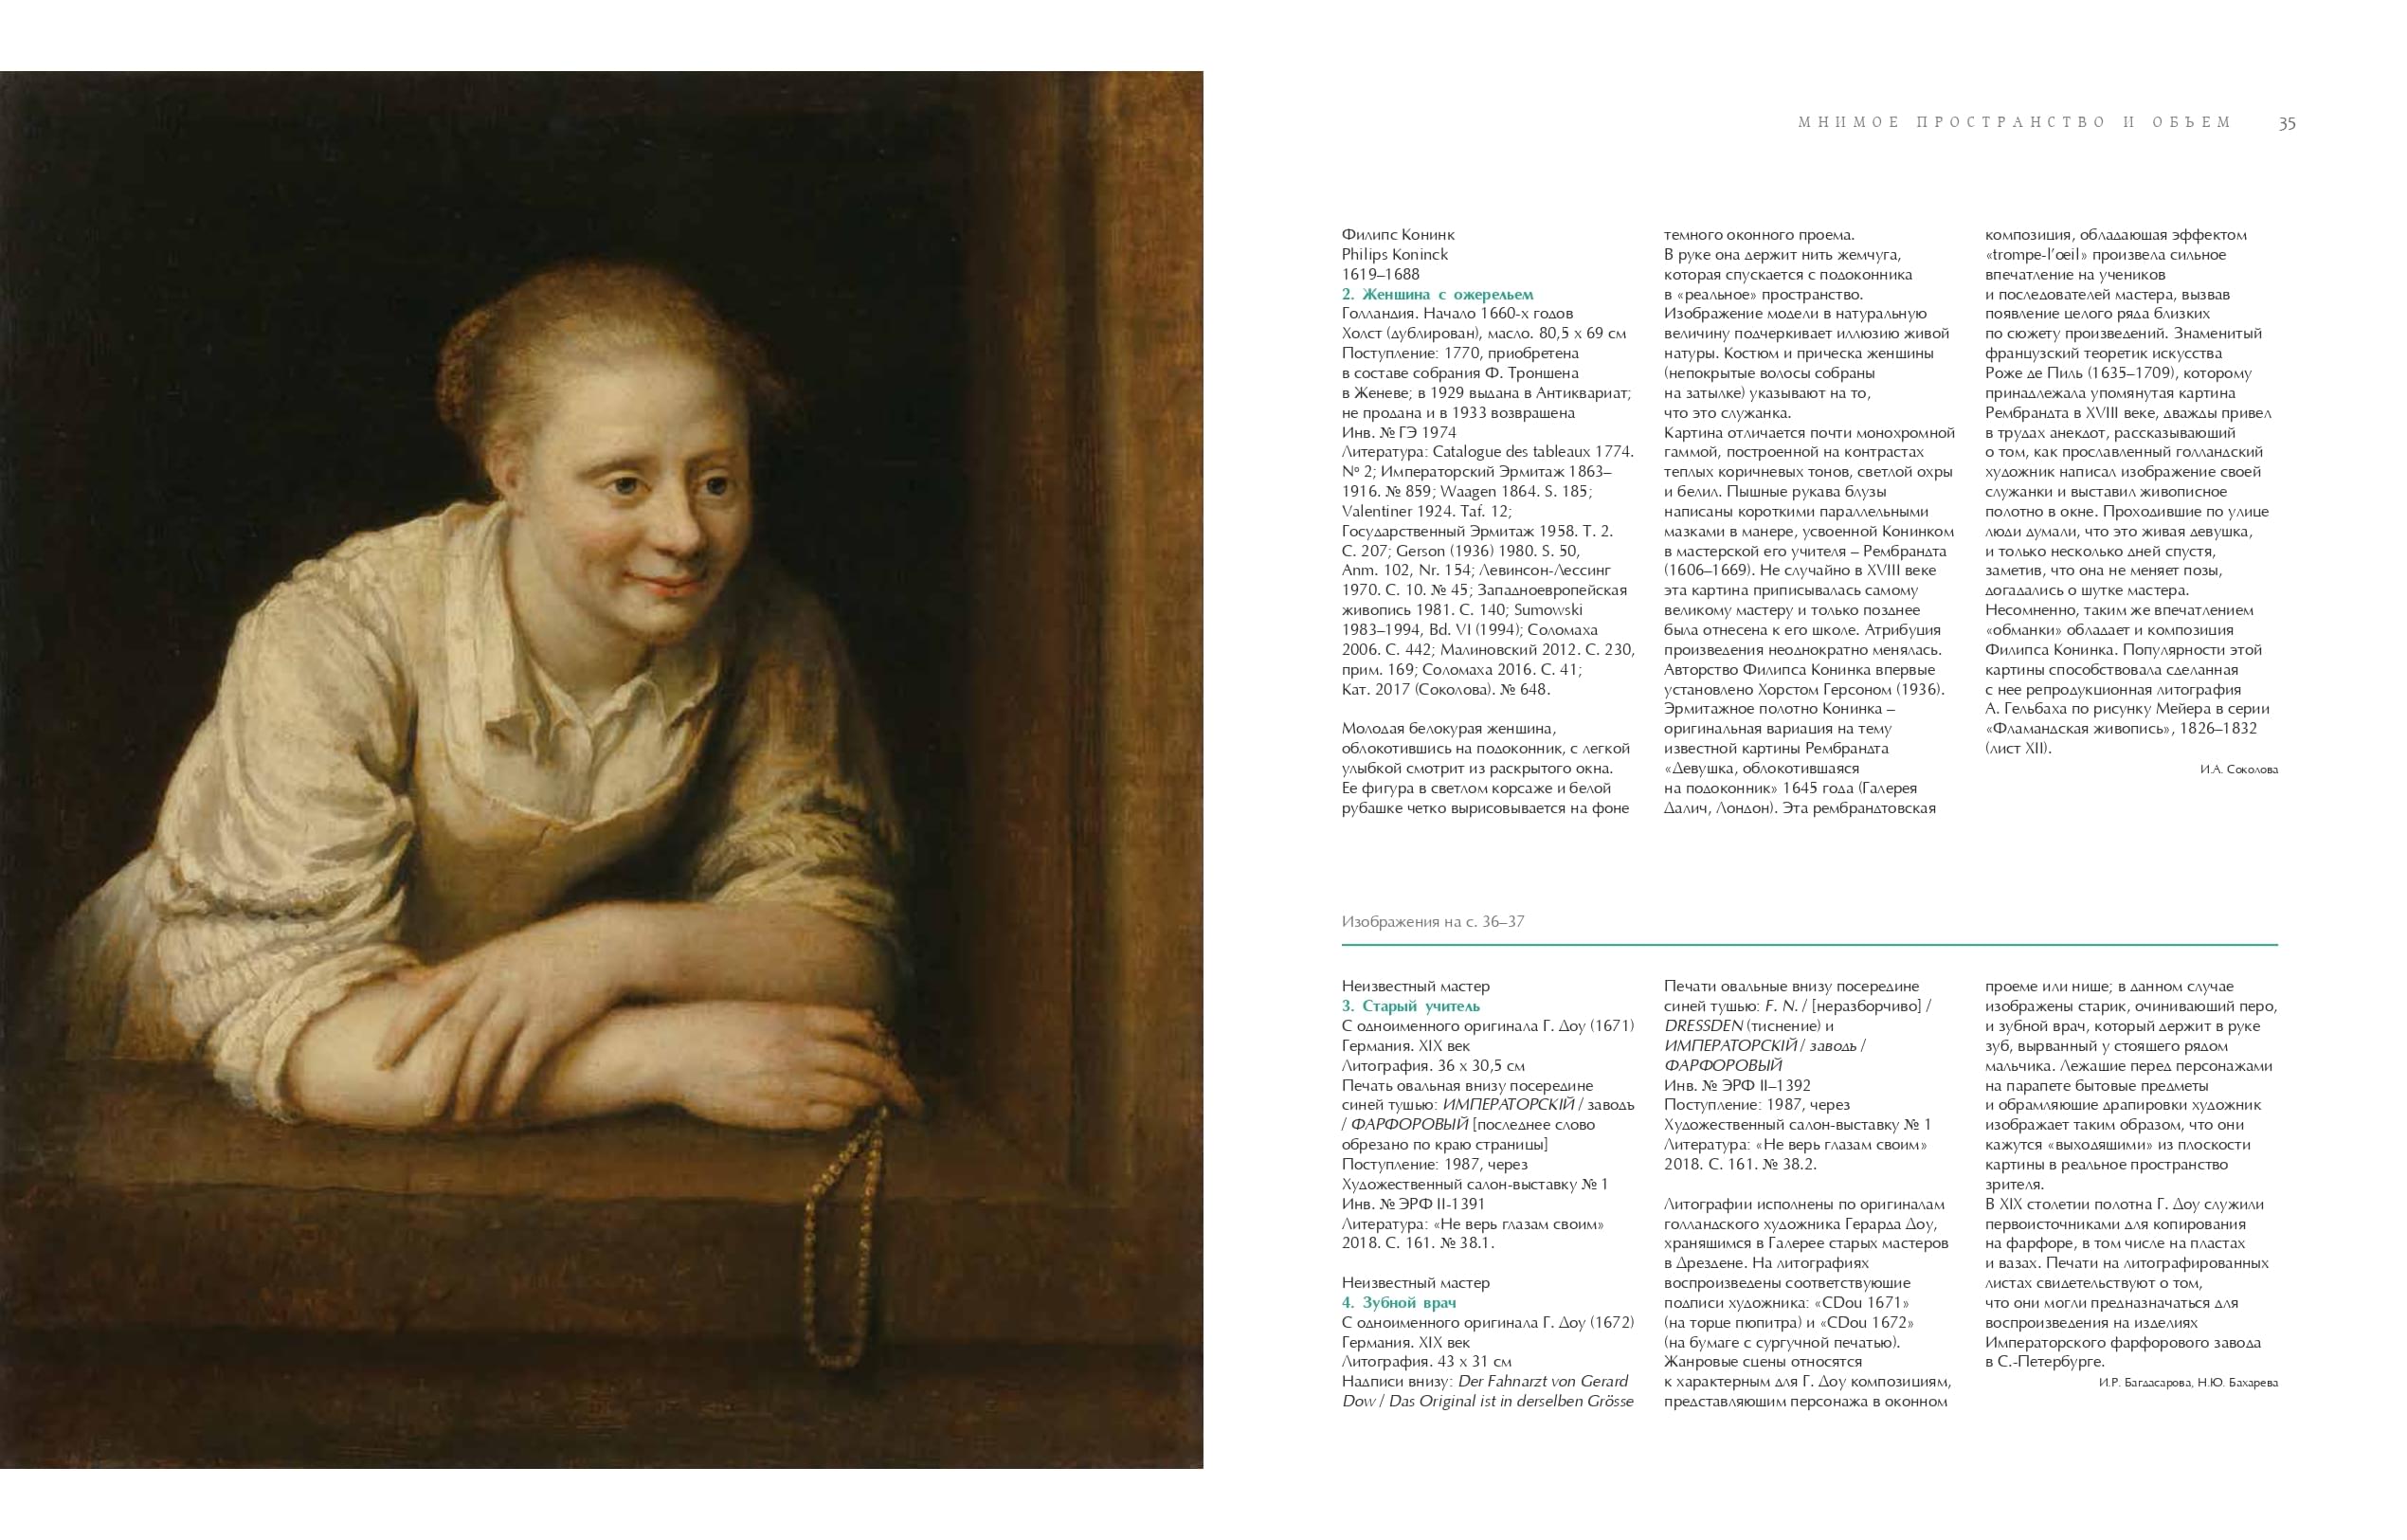 МНИМОЕ ПРОСТРАНСТВО И ОБЪЕМ 35
Филипс Конинк
Philips Koninck
1619–1688
2. Женщина с ожерельем
Голландия. Начало 1660-х годов
Холст (дублирован), масло. 80,5 х 69 см
Поступление: 1770, приобретена
в составе собрания Ф. Троншена
в Женеве; в 1929 выдана в Антиквариат;
не продана и в 1933 возвращена
Инв. № ГЭ 1974
Литература: Catalogue des tableaux 1774.
Nº 2; Императорский Эрмитаж 1863–
1916. № 859; Waagen 1864. S. 185;
Valentiner 1924. Taf. 12;
Государственный Эрмитаж 1958. Т. 2.
С. 207; Gerson (1936) 1980. S. 50,
Anm. 102, Nr. 154; Левинсон-Лессинг
1970. С. 10. № 45; Западноевропейская
живопись 1981. С. 140; Sumowski
1983–1994, Bd. VI (1994); Соломаха
2006. С. 442; Малиновский 2012. С. 230,
прим. 169; Соломаха 2016. С. 41;
Кат. 2017 (Соколова). № 648.
Молодая белокурая женщина,
облокотившись на подоконник, с легкой
улыбкой смотрит из раскрытого окна.
Ее фигура в светлом корсаже и белой
рубашке четко вырисовывается на фоне
темного оконного проема.
В руке она держит нить жемчуга,
которая спускается с подоконника
в «реальное» пространство.
Изображение модели в натуральную
величину подчеркивает иллюзию живой
натуры. Костюм и прическа женщины
(непокрытые волосы собраны
на затылке) указывают на то,
что это служанка.
Картина отличается почти монохромной
гаммой, построенной на контрастах
теплых коричневых тонов, светлой охры
и белил. Пышные рукава блузы
написаны короткими параллельными
мазками в манере, усвоенной Конинком
в мастерской его учителя – Рембрандта
(1606–1669). Не случайно в XVIII веке
эта картина приписывалась самому
великому мастеру и только позднее
была отнесена к его школе. Атрибуция
произведения неоднократно менялась.
Авторство Филипса Конинка впервые
установлено Хорстом Герсоном (1936).
Эрмитажное полотно Конинка –
оригинальная вариация на тему
известной картины Рембрандта
«Девушка, облокотившаяся
на подоконник» 1645 года (Галерея
Далич, Лондон). Эта рембрандтовская
композиция, обладающая эффектом
«trompe-l’œil» произвела сильное
впечатление на учеников
и последователей мастера, вызвав
появление целого ряда близких
по сюжету произведений. Знаменитый
французский теоретик искусства
Роже де Пиль (1635–1709), которому
принадлежала упомянутая картина
Рембрандта в XVIII веке, дважды привел
в трудах анекдот, рассказывающий
о том, как прославленный голландский
художник написал изображение своей
служанки и выставил живописное
полотно в окне. Проходившие по улице
люди думали, что это живая девушка,
и только несколько дней спустя,
заметив, что она не меняет позы,
догадались о шутке мастера.
Несомненно, таким же впечатлением
«обманки» обладает и композиция
Филипса Конинка. Популярности этой
картины способствовала сделанная
с нее репродукционная литография
А. Гельбаха по рисунку Мейера в серии
«Фламандская живопись», 1826–1832
(лист XII).
И.А. Соколова
Изображения на с. 36–37
Неизвестный мастер
3. Старый учитель
С одноименного оригинала Г. Доу (1671)
Германия. XIX век
Литография. 36 х 30,5 см
Печать овальная внизу посередине
синей тушью: ИМПЕРАТОРСКІЙ / заводъ
/ ФАРФОРОВЫЙ [последнее слово
обрезано по краю страницы]
Поступление: 1987, через
Художественный салон-выставку № 1
Инв. № ЭРФ II-1391
Литература: «Не верь глазам своим»
2018. С. 161. № 38.1.
Неизвестный мастер
4. Зубной врач
С одноименного оригинала Г. Доу (1672)
Германия. XIX век
Литография. 43 х 31 см
Надписи внизу: Der Fahnarzt von Gerard
Dow / Das Original ist in derselben Grösse
Печати овальные внизу посередине
синей тушью: F. N. / [неразборчиво] /
DRESSDEN (тиснение) и
ИМПЕРАТОРСКІЙ / заводь /
ФАРФОРОВЫЙ
Инв. № ЭРФ II–1392
Поступление: 1987, через
Художественный салон-выставку № 1
Литература: «Не верь глазам своим»
2018. С. 161. № 38.2.
Литографии исполнены по оригиналам
голландского художника Герарда Доу,
хранящимся в Галерее старых мастеров
в Дрездене. На литографиях
воспроизведены соответствующие
подписи художника: «CDou 1671»
(на торце пюпитра) и «CDou 1672»
(на бумаге с сургучной печатью).
Жанровые сцены относятся
к характерным для Г. Доу композициям,
представляющим персонажа в оконном
проеме или нише; в данном случае
изображены старик, очинивающий перо,
и зубной врач, который держит в руке
зуб, вырванный у стоящего рядом
мальчика. Лежащие перед персонажами
на парапете бытовые предметы
и обрамляющие драпировки художник
изображает таким образом, что они
кажутся «выходящими» из плоскости
картины в реальное пространство
зрителя.
В XIX столетии полотна Г. Доу служили
первоисточниками для копирования
на фарфоре, в том числе на пластах
и вазах. Печати на литографированных
листах свидетельствуют о том,
что они могли предназначаться для
воспроизведения на изделиях
Императорского фарфорового завода
в С.-Петербурге.
И.Р. Багдасарова, Н.Ю. Бахарева